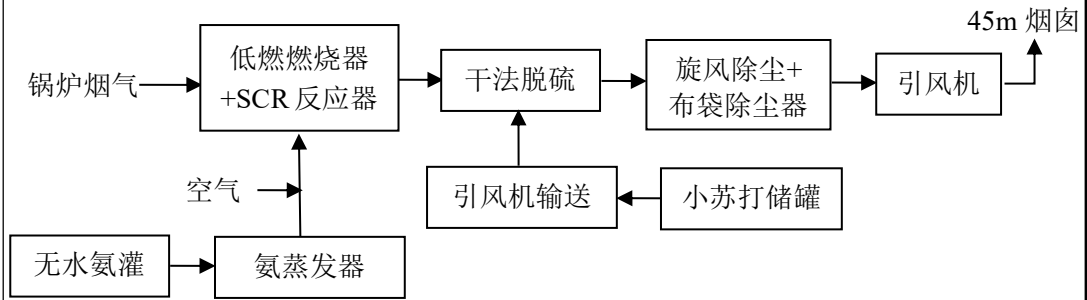 45m 烟囱
锅炉烟气
低燃燃烧器
+SCR 反应器
干法脱硫
旋风除尘+
布袋除尘器
引风机
空气
引风机输送
小苏打储罐
无水氨灌
氨蒸发器